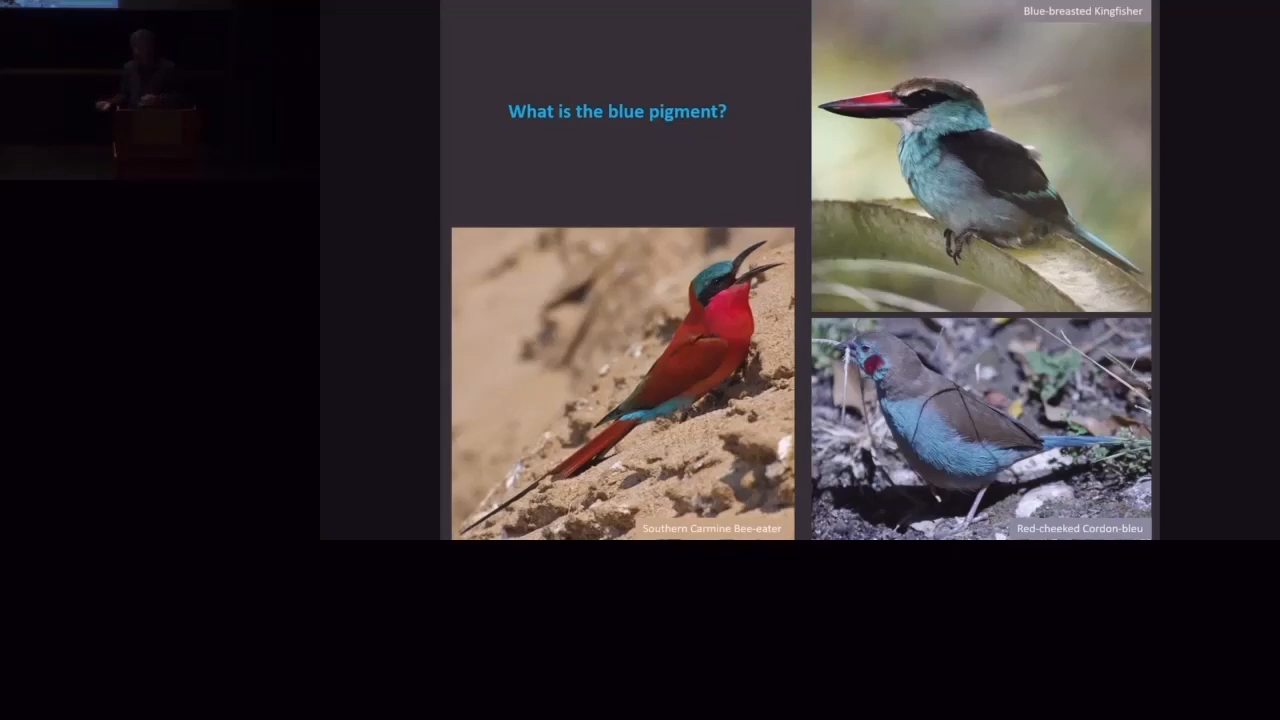 Blue-breasted Kingfisher
What is the blue pigment?
Southern Carmine Bee-eater
Red-cheeked Cordon-bleu